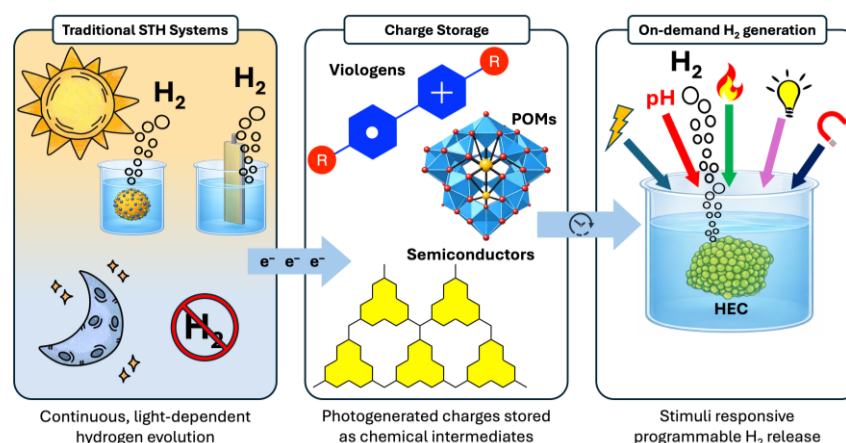 Traditional STH Systems
H₂
H₂
H₂
Continuous, light-dependent
hydrogen evolution
e⁻ e⁻ e⁻
Charge Storage
Viologens
R
R
POMs
Semiconductors
Photogenerated charges stored
as chemical intermediates
On-demand H₂ generation
H₂
pH
HEC
Stimuli responsive
programmable H₂ release